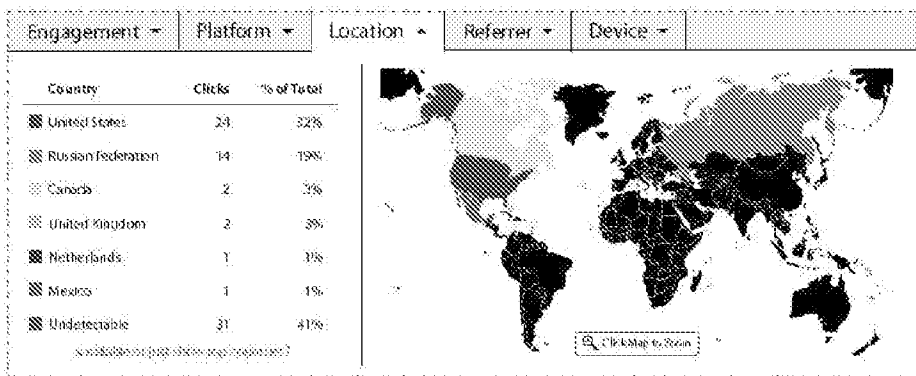 Engagement Platform Location Referrer Device
Country Clicks % of Total
United States 24 32%
Russian Federation 14 19%
Canada 2 3%
United Kingdom 2 3%
Netherlands 1 1%
Mexico 1 1%
Undetectable 31 41%
Click Map to Zoom